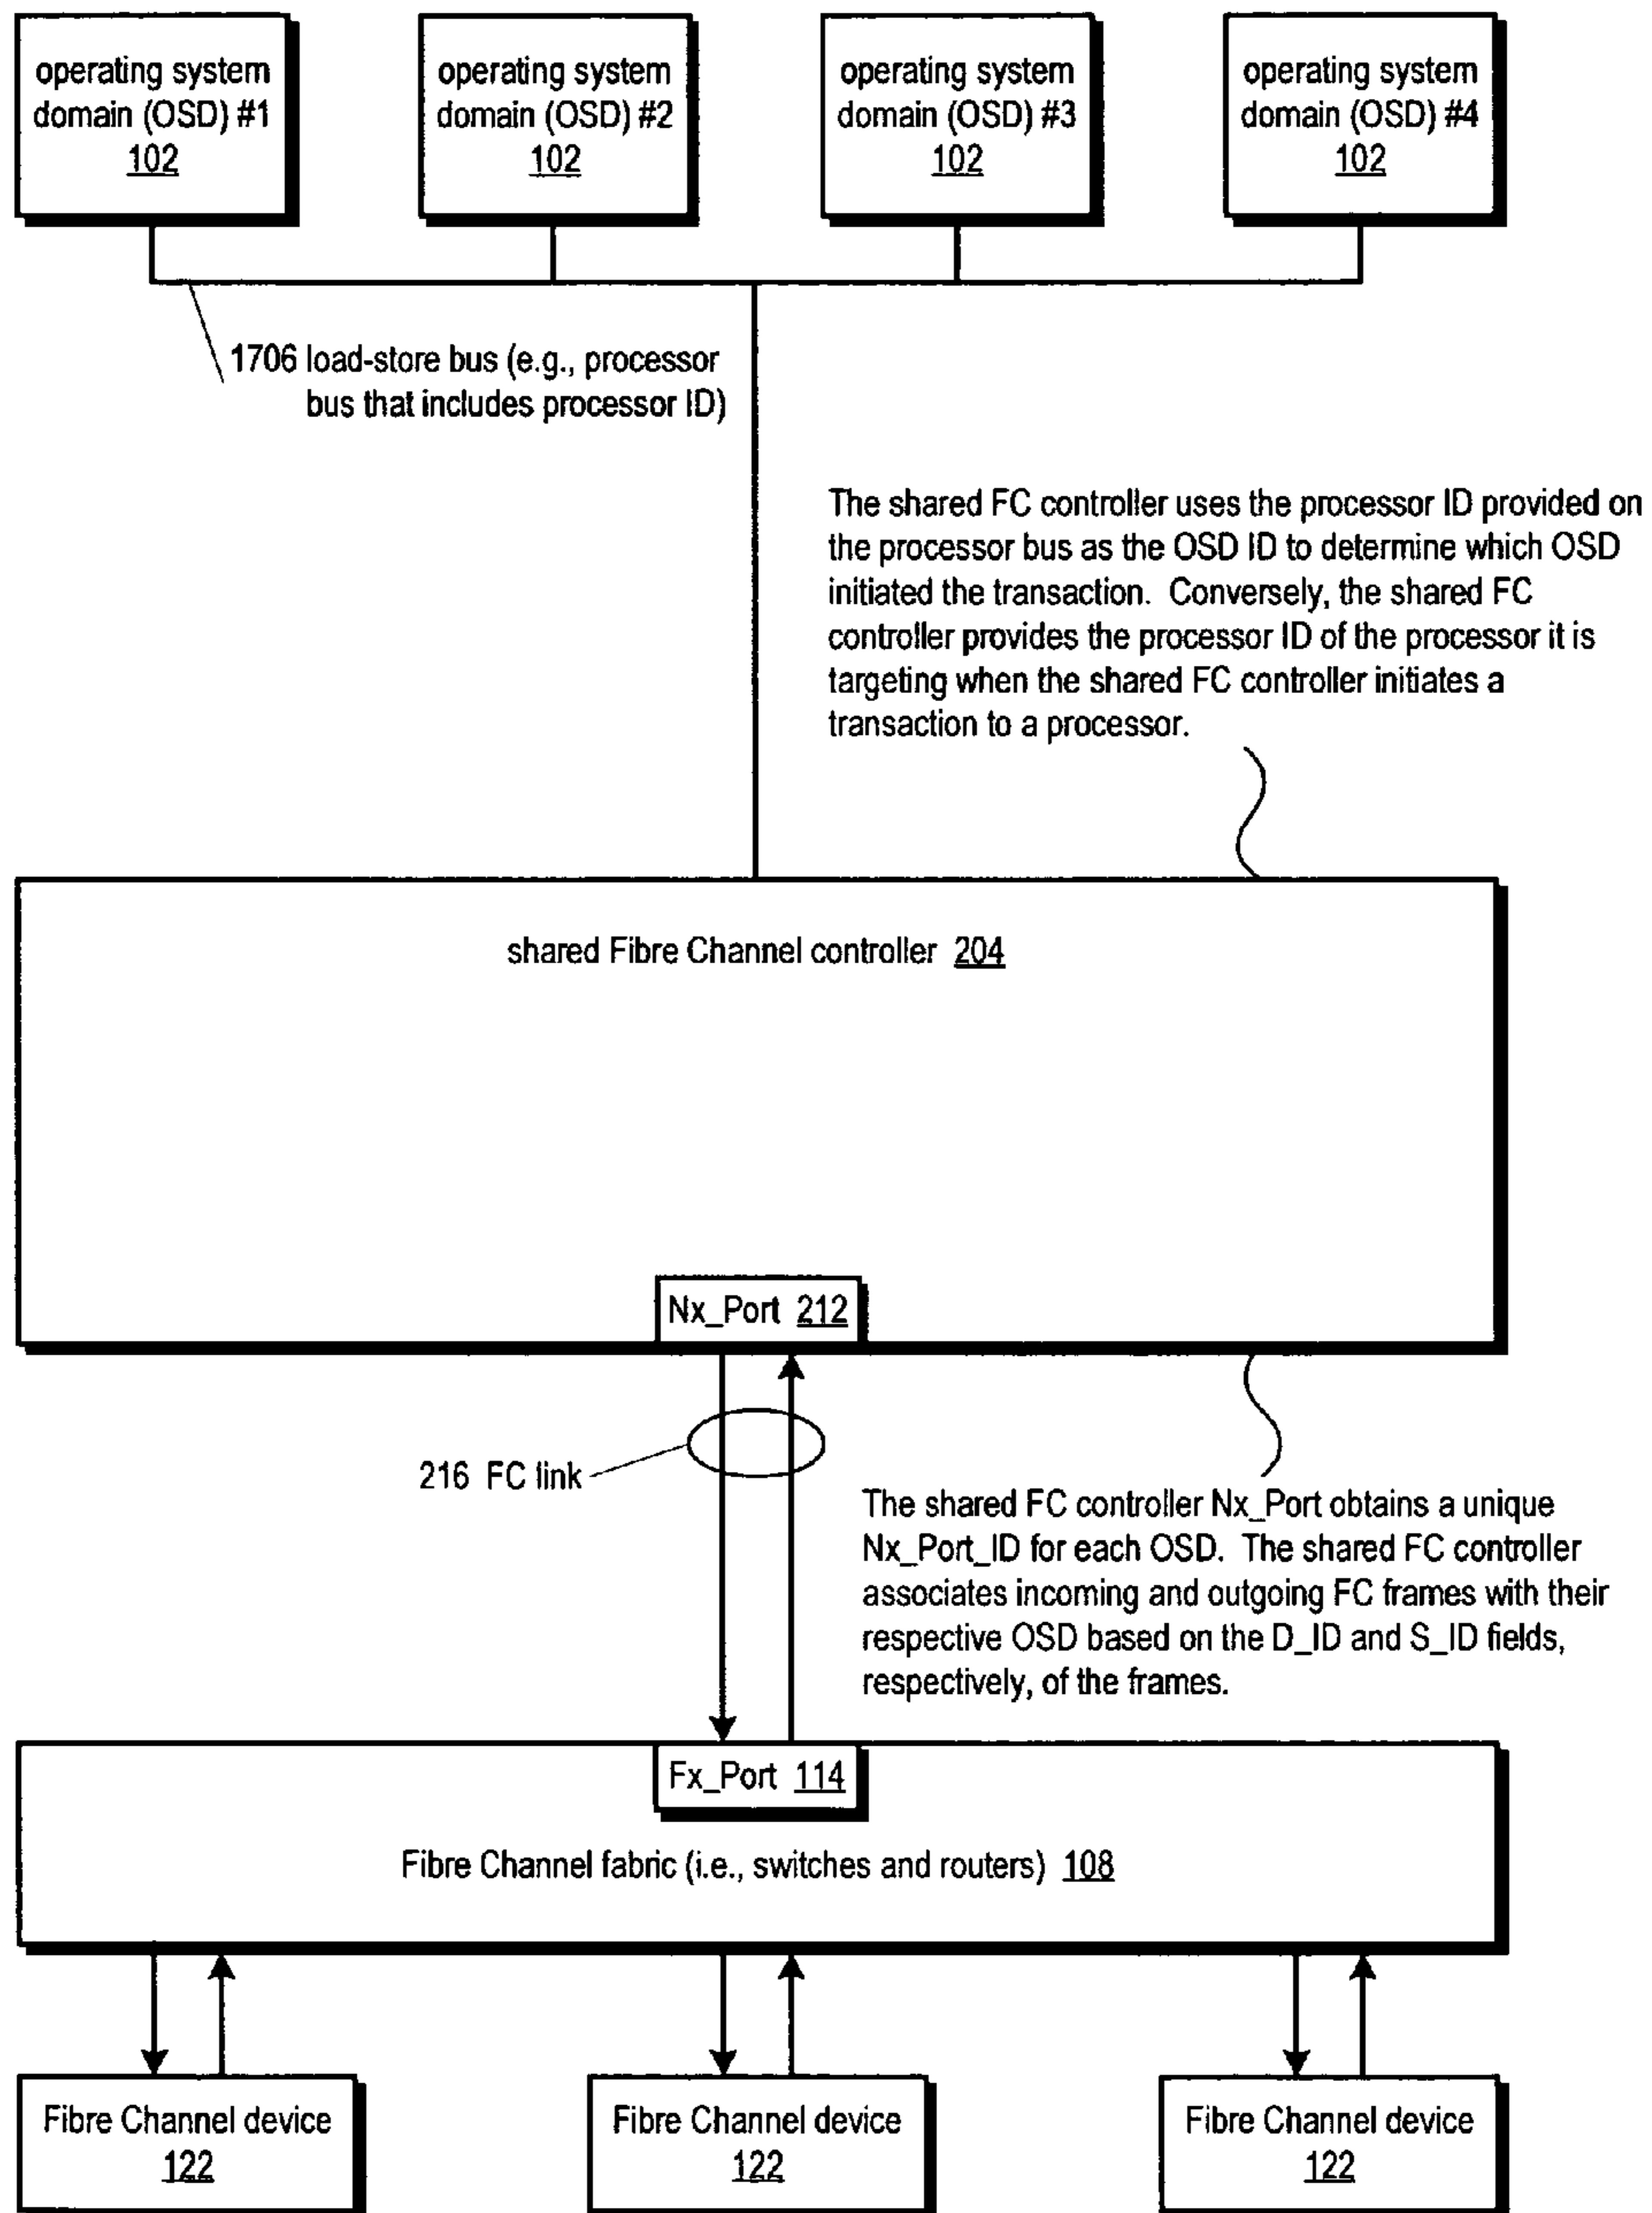 operating system
domain (OSD) #1
102
operating system
domain (OSD) #2
102
operating system
domain (OSD) #3
102
operating system
domain (OSD) #4
102
1706 load-store bus (e.g., processor
bus that includes processor ID)
The shared FC controller uses the processor ID provided on
the processor bus as the OSD ID to determine which OSD
initiated the transaction. Conversely, the shared FC
controller provides the processor ID of the processor it is
targeting when the shared FC controller initiates a
transaction to a processor.
shared Fibre Channel controller 204
Nx_Port 212
216 FC link
The shared FC controller Nx_Port obtains a unique
Nx_Port_ID for each OSD. The shared FC controller
associates incoming and outgoing FC frames with their
respective OSD based on the D_ID and S_ID fields,
respectively, of the frames.
Fx_Port 114
Fibre Channel fabric (i.e., switches and routers) 108
Fibre Channel device
122
Fibre Channel device
122
Fibre Channel device
122